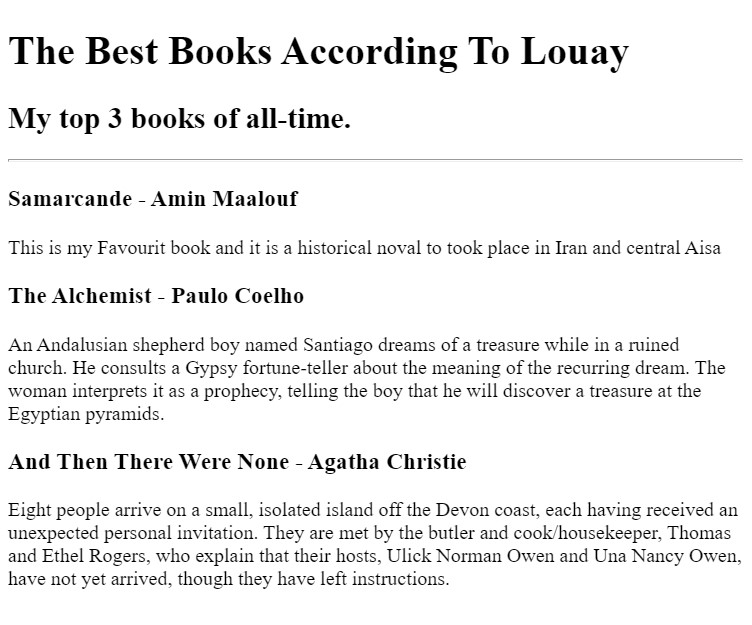 The Best Books According To Louay
My top 3 books of all-time.
Samarcande - Amin Maalouf
This is my Favourit book and it is a historical noval to took place in Iran and central Aisa
The Alchemist - Paulo Coelho
An Andalusian shepherd boy named Santiago dreams of a treasure while in a ruined
church. He consults a Gypsy fortune-teller about the meaning of the recurring dream. The
woman interprets it as a prophecy, telling the boy that he will discover a treasure at the
Egyptian pyramids.
And Then There Were None - Agatha Christie
Eight people arrive on a small, isolated island off the Devon coast, each having received an
unexpected personal invitation. They are met by the butler and cook/housekeeper, Thomas
and Ethel Rogers, who explain that their hosts, Ulick Norman Owen and Una Nancy Owen,
have not yet arrived, though they have left instructions.